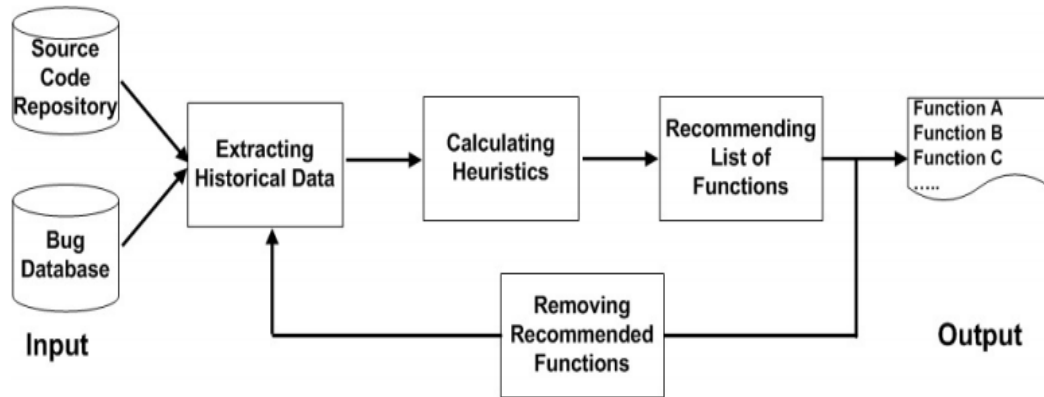 Source
Code
Repository
Bug
Database
Input
Extracting
Historical Data
Calculating
Heuristics
Recommending
List of
Functions
Removing
Recommended
Functions
Function A
Function B
Function C
.....
Output